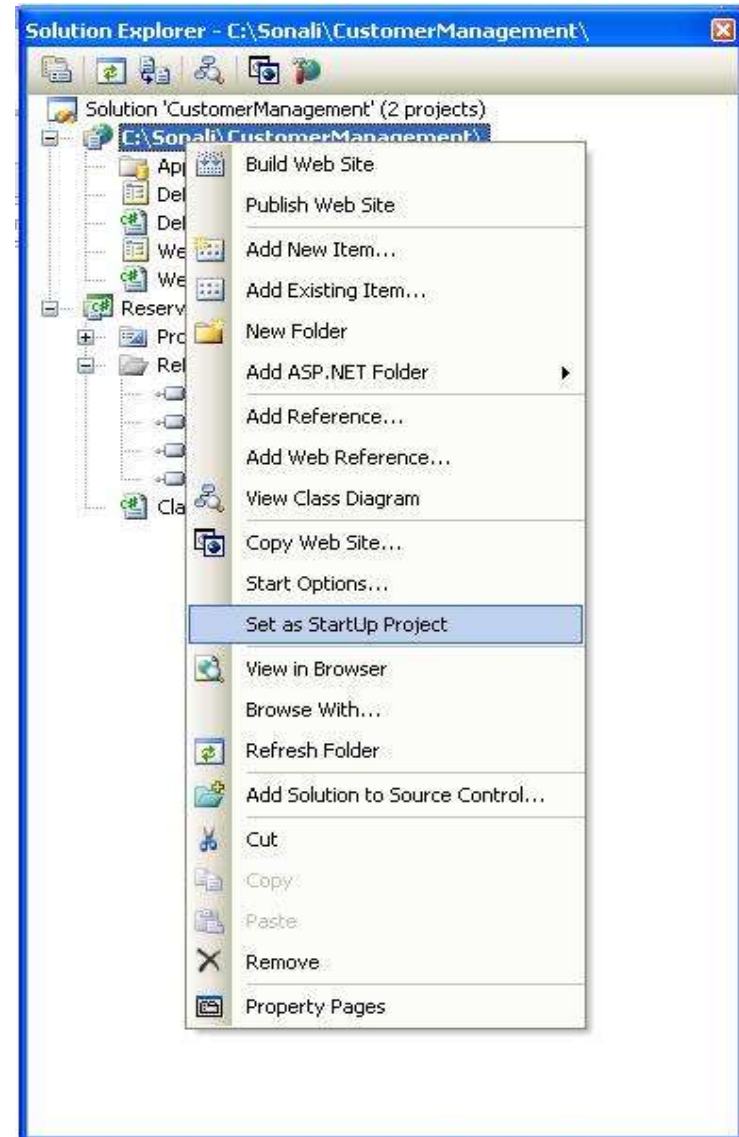 Solution Explorer - C:\Sonali\CustomerManagement\
Solution 'CustomerManagement' (2 projects)
C:\Sonali\CustomerManagement\
Build Web Site
Publish Web Site
Add New Item...
Add Existing Item...
New Folder
Add ASP.NET Folder
Add Reference...
Add Web Reference...
View Class Diagram
Copy Web Site...
Start Options...
Set as StartUp Project
View in Browser
Browse With...
Refresh Folder
Add Solution to Source Control...
Cut
Copy
Paste
Remove
Property Pages